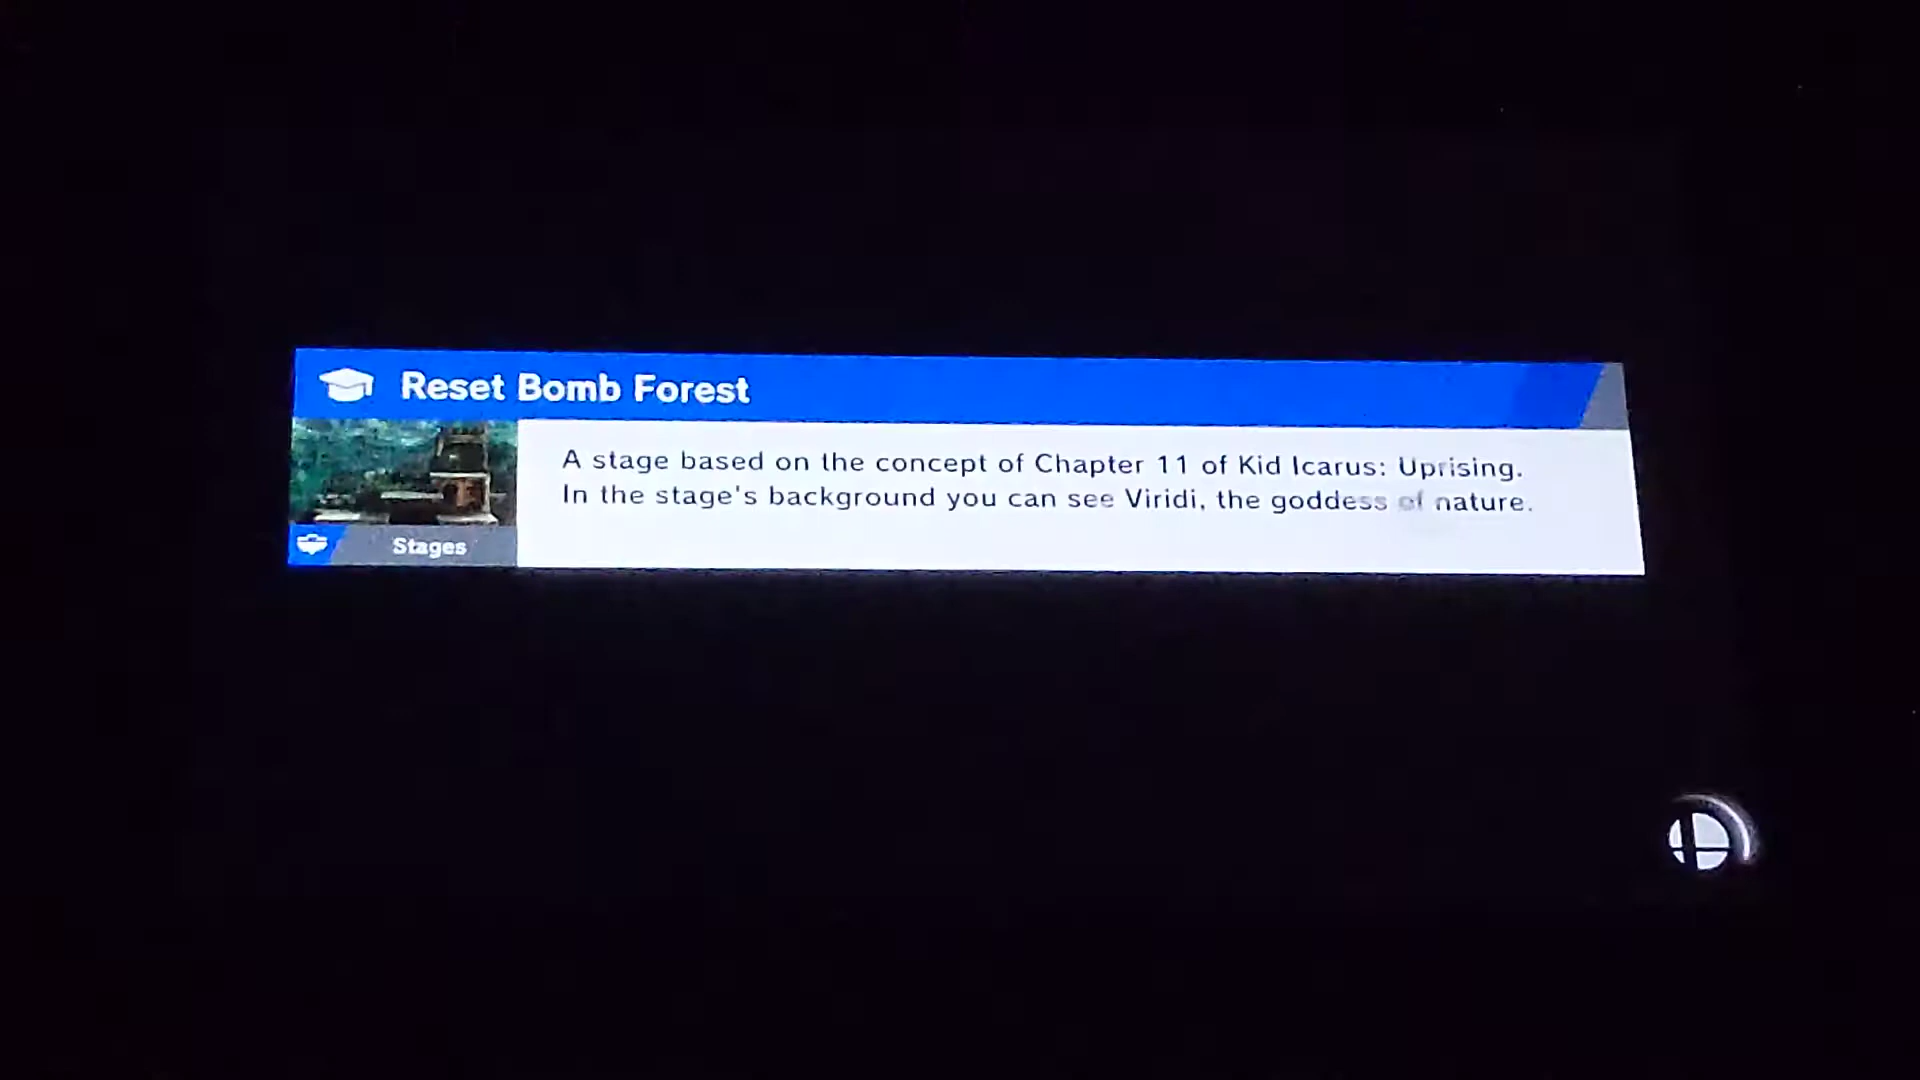 Reset Bomb Forest
A stage based on the concept of Chapter 11 of Kid Icarus: Uprising.
In the stage's background you can see Viridi, the goddess of nature.
Stages